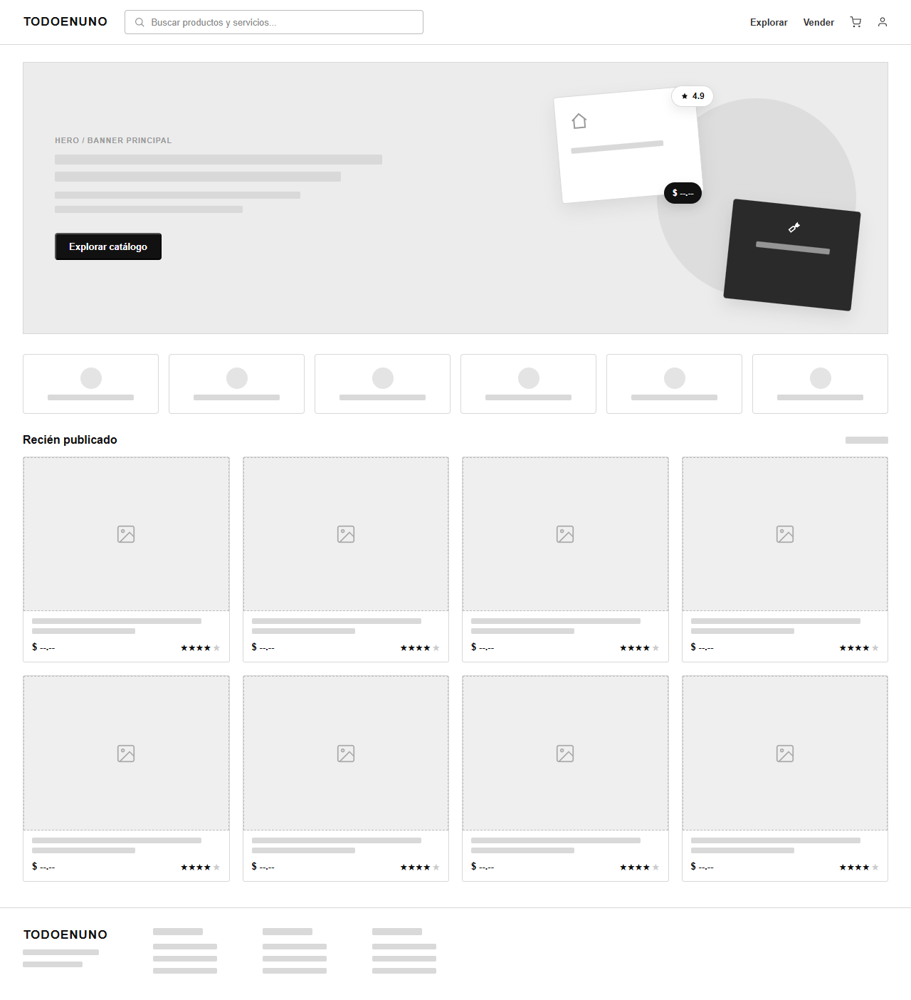 TODOENUNO
Buscar productos y servicios...
Explorar
Vender
HERO / BANNER PRINCIPAL
Explorar catálogo
★ 4.9
$ --.--
Recién publicado
$ --.-- ★★★★★
$ --.-- ★★★★★
$ --.-- ★★★★★
$ --.-- ★★★★★
$ --.-- ★★★★★
$ --.-- ★★★★★
$ --.-- ★★★★★
$ --.-- ★★★★★
TODOENUNO